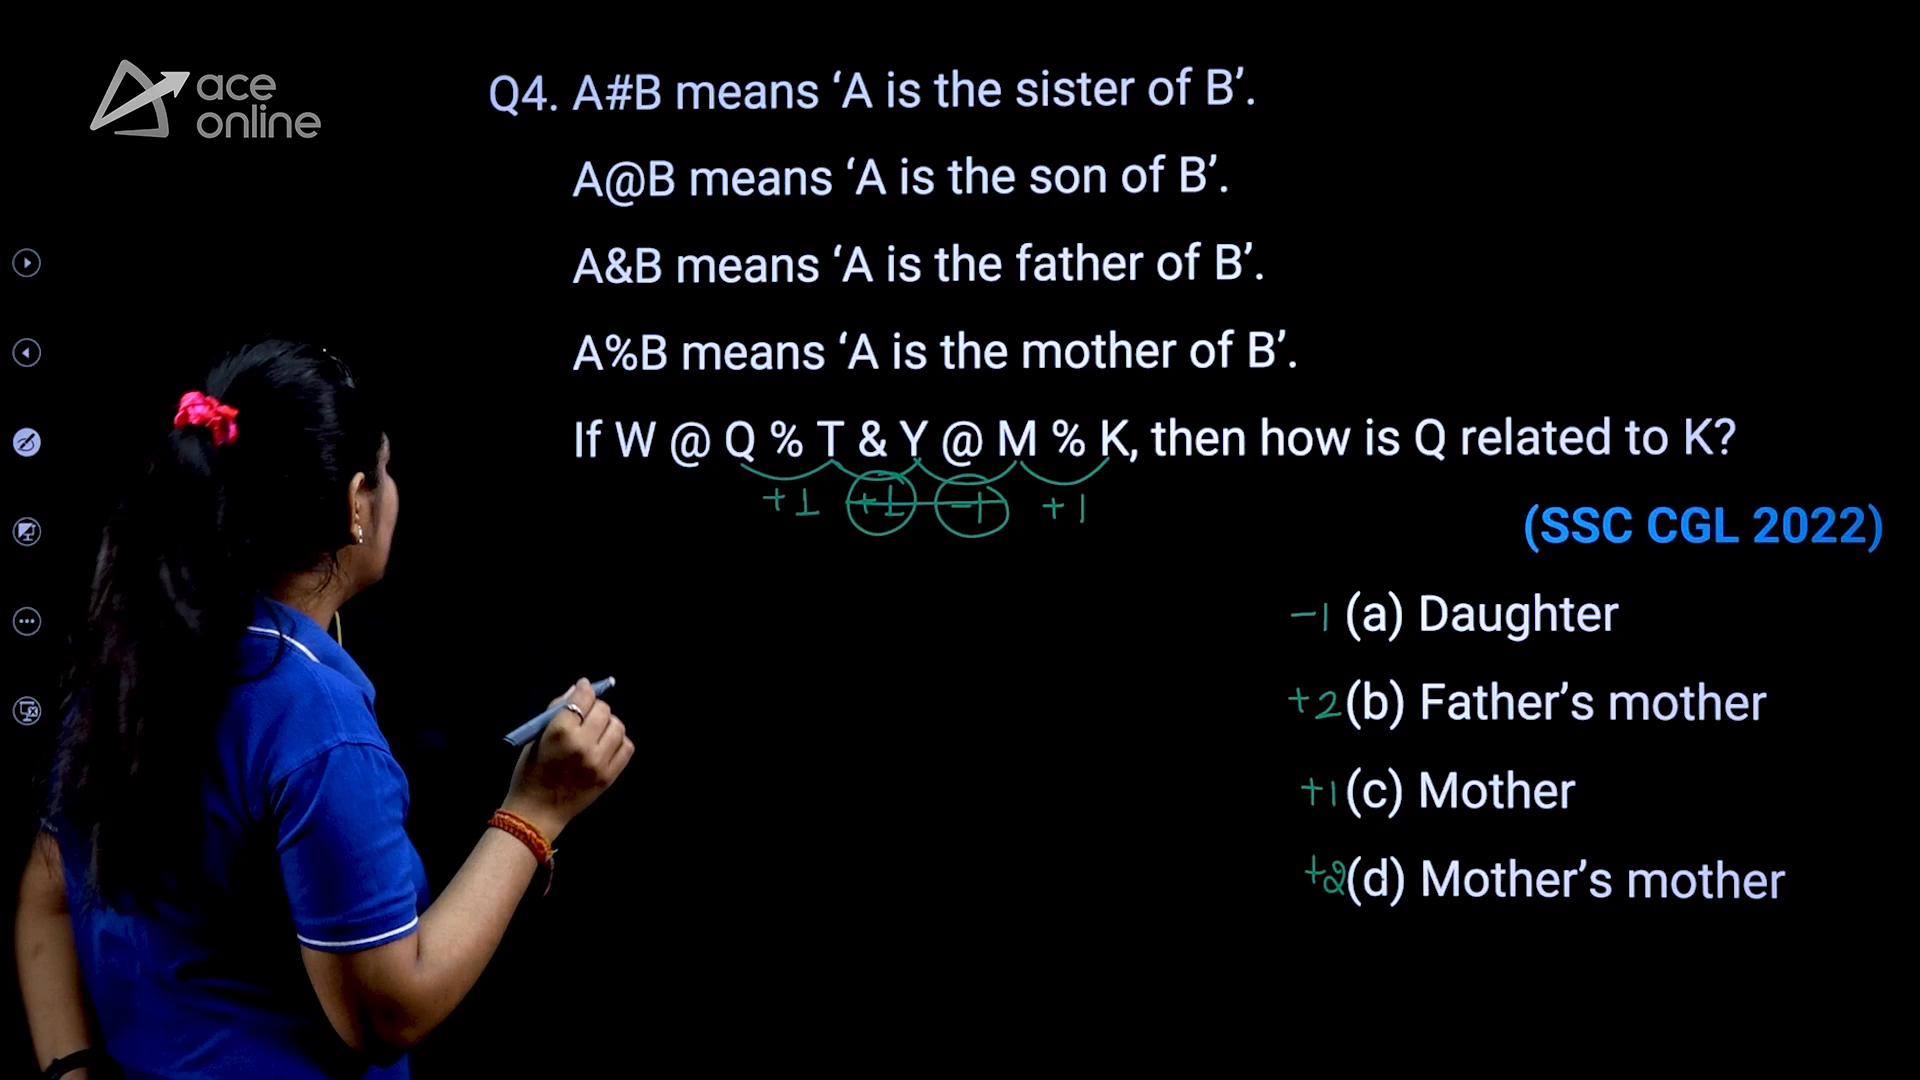 ace
online
Q4. A#B means ‘A is the sister of B’.
A@B means ‘A is the son of B’.
A&B means ‘A is the father of B’.
A%B means ‘A is the mother of B’.
If W @ Q % T & Y @ M % K, then how is Q related to K?
+1 +1 -1 +1
(SSC CGL 2022)
-1 (a) Daughter
+2 (b) Father’s mother
+1 (c) Mother
+2 (d) Mother’s mother